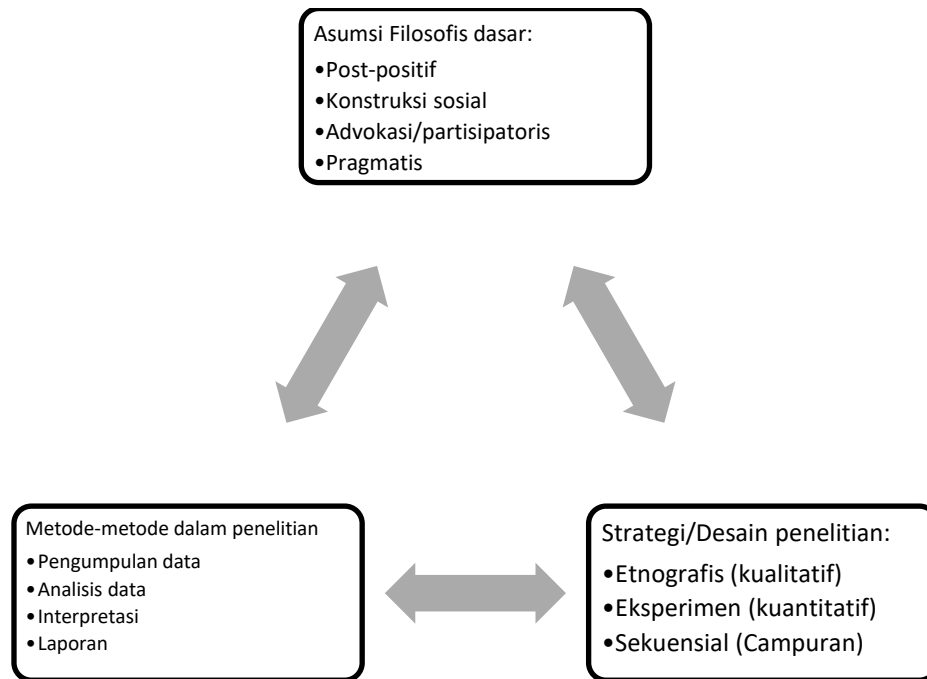 Asumsi Filosofis dasar:
•Post-positif
•Konstruksi sosial
•Advokasi/partisipatoris
•Pragmatis
Metode-metode dalam penelitian
•Pengumpulan data
•Analisis data
•Interpretasi
•Laporan
Strategi/Desain penelitian:
•Etnografis (kualitatif)
•Eksperimen (kuantitatif)
•Sekuensial (Campuran)